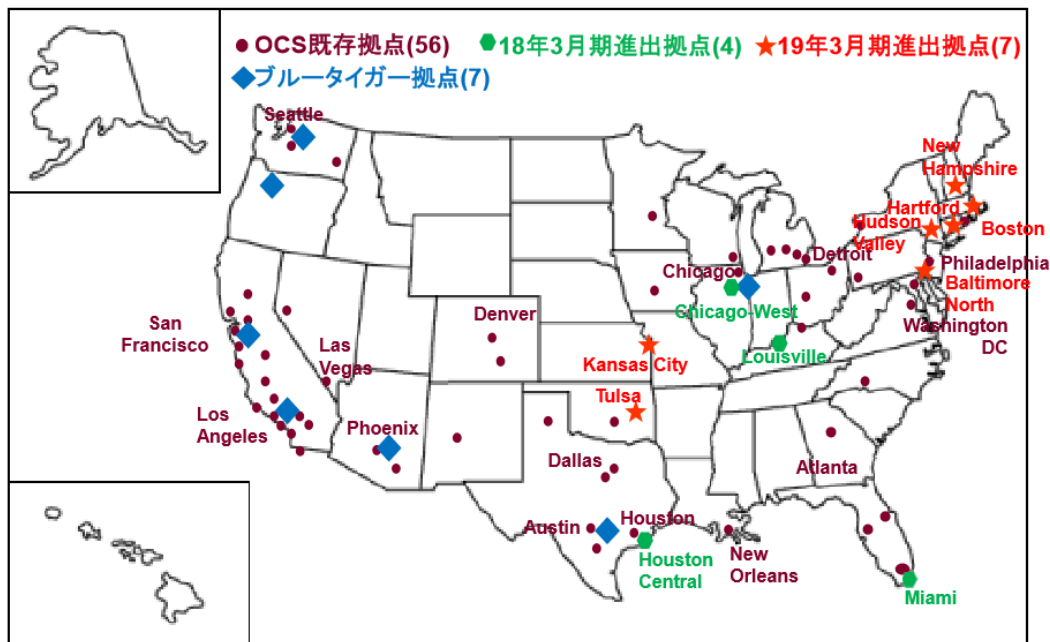 OCS既存拠点(56)
18年3月期進出拠点(4)
19年3月期進出拠点(7)
ブルータイガー拠点(7)
Seattle
New
Hampshire
Hartford
Hudson
Valley
Boston
Detroit
Philadelphia
Chicago
Baltimore
North
Chicago-West
Washington
DC
Denver
San
Francisco
Las
Vegas
Kansas City
Louisville
Tulsa
Los
Angeles
Phoenix
Dallas
Atlanta
Austin
Houston
Houston
Central
New
Orleans
Miami